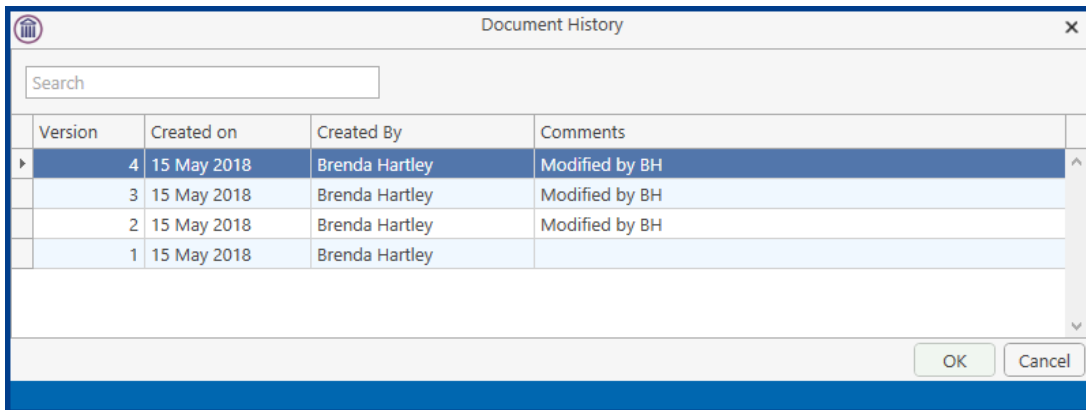 Document History
Search
Version Created on Created By Comments
4 15 May 2018 Brenda Hartley Modified by BH
3 15 May 2018 Brenda Hartley Modified by BH
2 15 May 2018 Brenda Hartley Modified by BH
1 15 May 2018 Brenda Hartley
OK Cancel